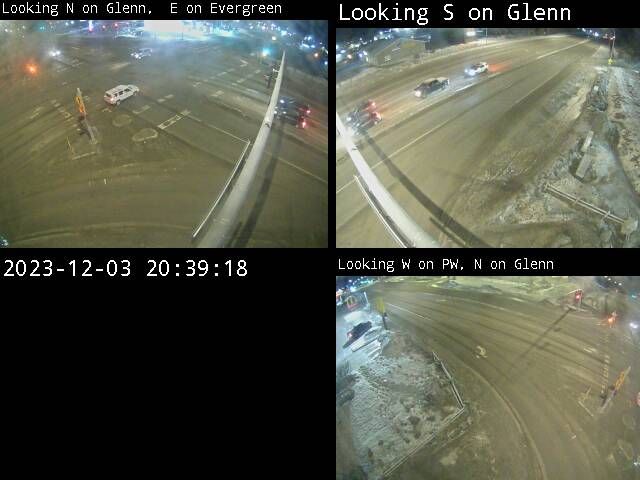 Looking N on Glenn,  E on Evergreen
Looking S on Glenn
2023-12-03 20:39:18
Looking W on PW, N on Glenn